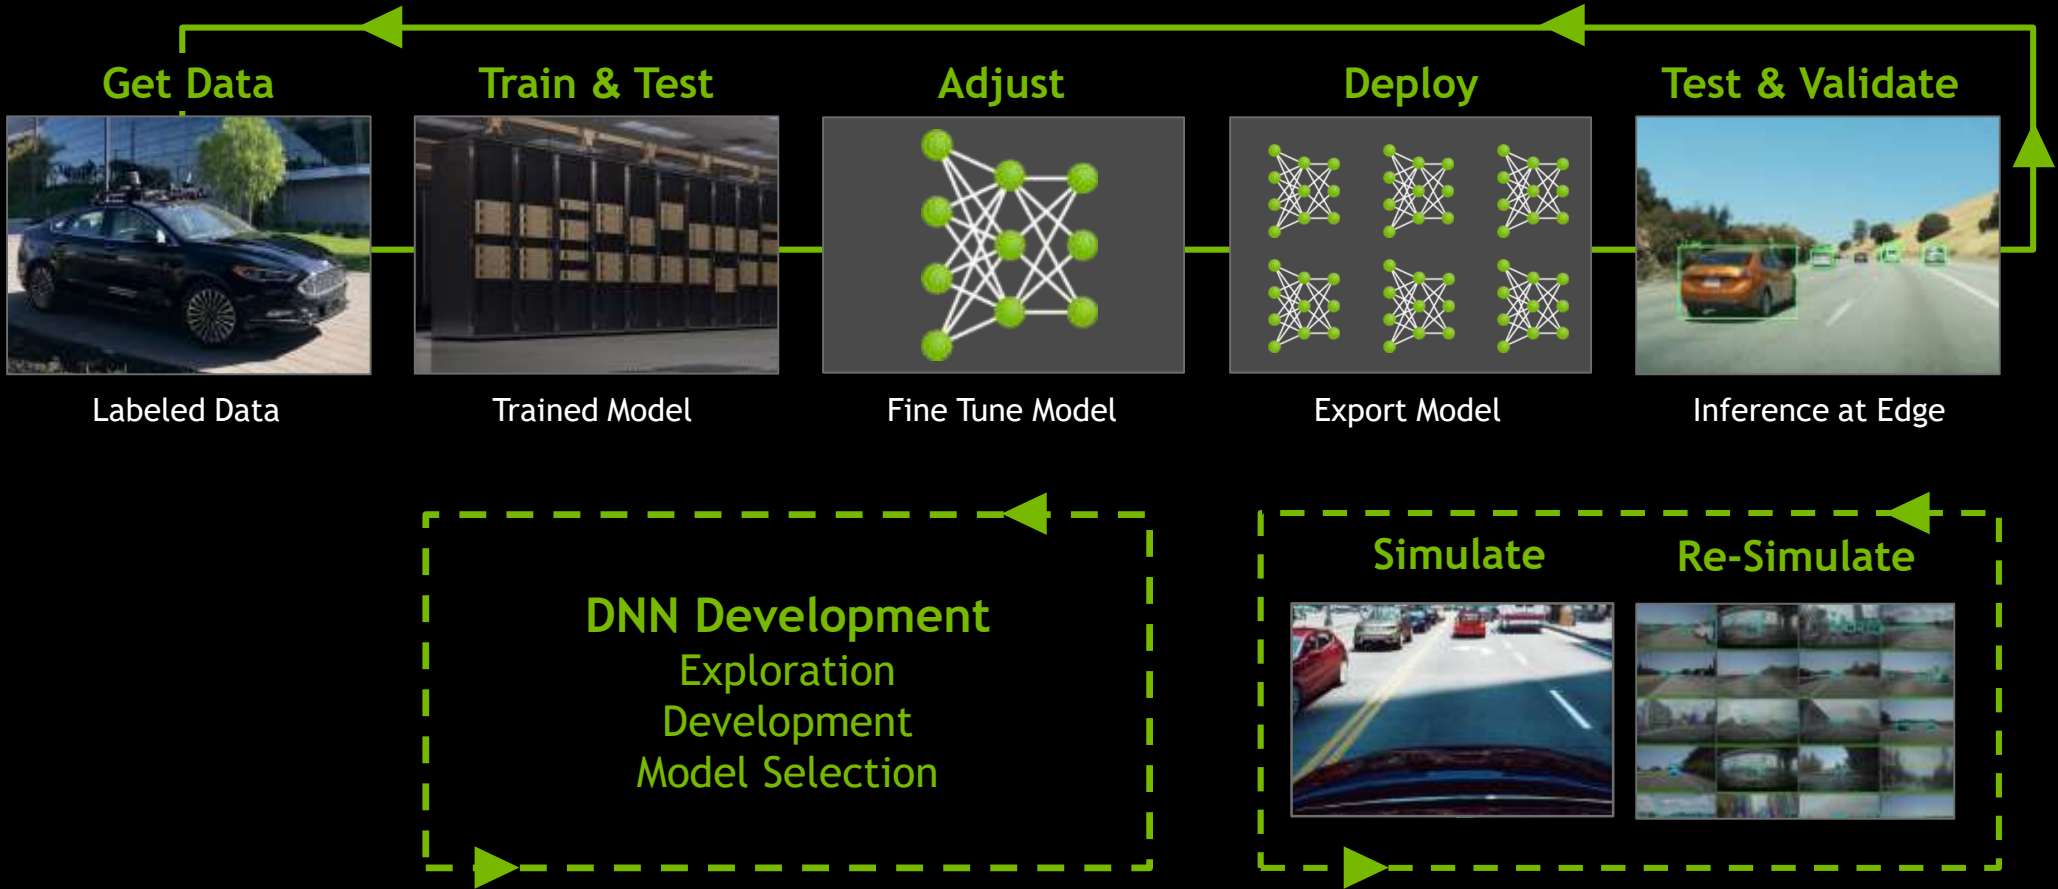 Get Data
Train & Test
Adjust
Deploy
Test & Validate
Labeled Data
Trained Model
Fine Tune Model
Export Model
Inference at Edge
DNN Development
Exploration
Development
Model Selection
Simulate
Re-Simulate